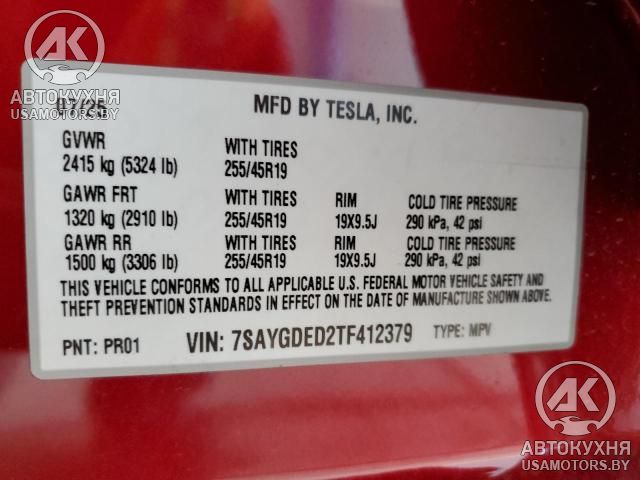 АК
АВТОКУХНЯ
USAMOTORS.BY
07/25 MFD BY TESLA, INC.
GVWR
2415 kg (5324 lb) WITH TIRES
255/45R19
GAWR FRT WITH TIRES RIM COLD TIRE PRESSURE
1320 kg (2910 lb) 255/45R19 19X9.5J 290 kPa, 42 psi
GAWR RR WITH TIRES RIM COLD TIRE PRESSURE
1500 kg (3306 lb) 255/45R19 19X9.5J 290 kPa, 42 psi
THIS VEHICLE CONFORMS TO ALL APPLICABLE U.S. FEDERAL MOTOR VEHICLE SAFETY AND
THEFT PREVENTION STANDARDS IN EFFECT ON THE DATE OF MANUFACTURE SHOWN ABOVE.
PNT: PR01 VIN: 7SAYGDED2TF412379 TYPE: MPV
АК
АВТОКУХНЯ
USAMOTORS.BY